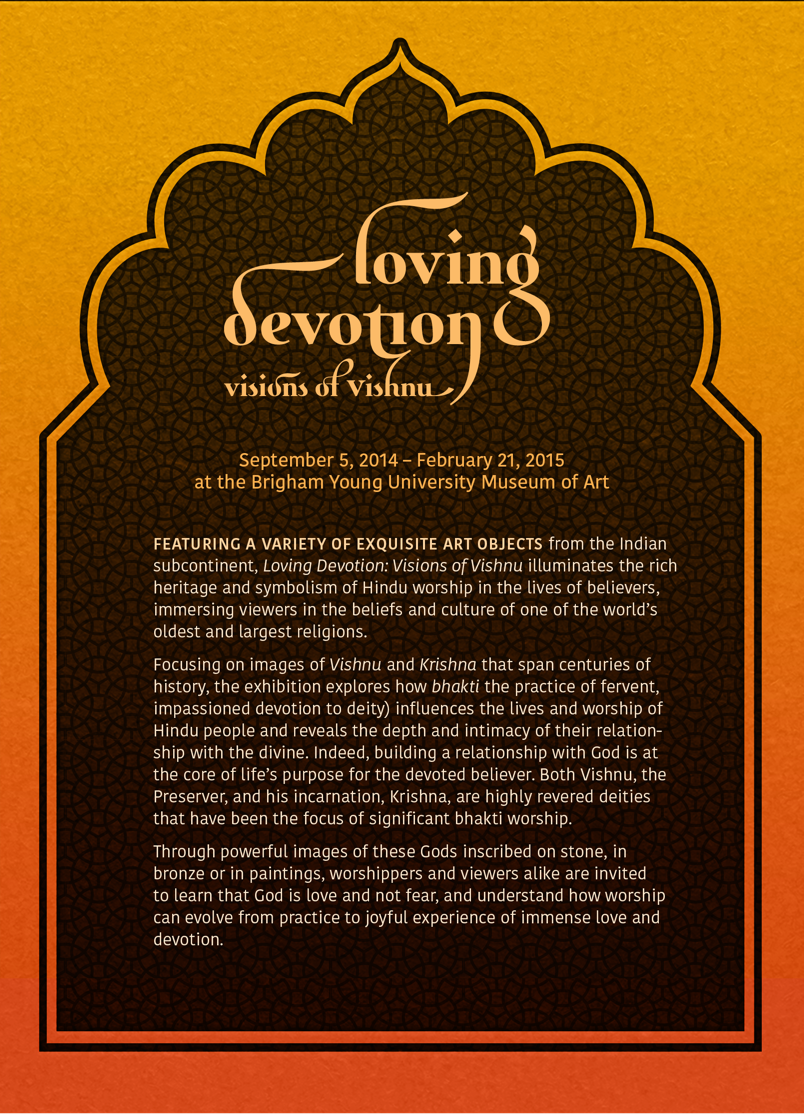 loving
devotion
visions of Vishnu
September 5, 2014 – February 21, 2015
at the Brigham Young University Museum of Art
FEATURING A VARIETY OF EXQUISITE ART OBJECTS from the Indian
subcontinent, Loving Devotion: Visions of Vishnu illuminates the rich
heritage and symbolism of Hindu worship in the lives of believers,
immersing viewers in the beliefs and culture of one of the world’s
oldest and largest religions.
Focusing on images of Vishnu and Krishna that span centuries of
history, the exhibition explores how bhakti the practice of fervent,
impassioned devotion to deity) influences the lives and worship of
Hindu people and reveals the depth and intimacy of their relation-
ship with the divine. Indeed, building a relationship with God is at
the core of life’s purpose for the devoted believer. Both Vishnu, the
Preserver, and his incarnation, Krishna, are highly revered deities
that have been the focus of significant bhakti worship.
Through powerful images of these Gods inscribed on stone, in
bronze or in paintings, worshippers and viewers alike are invited
to learn that God is love and not fear, and understand how worship
can evolve from practice to joyful experience of immense love and
devotion.